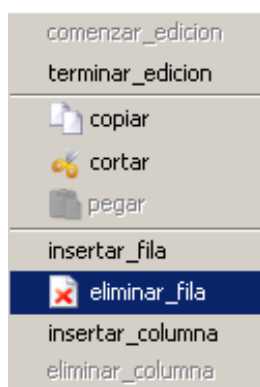 comenzar_edicion
terminar_edicion
copiar
cortar
pegar
insertar_fila
eliminar_fila
insertar_columna
eliminar_columna